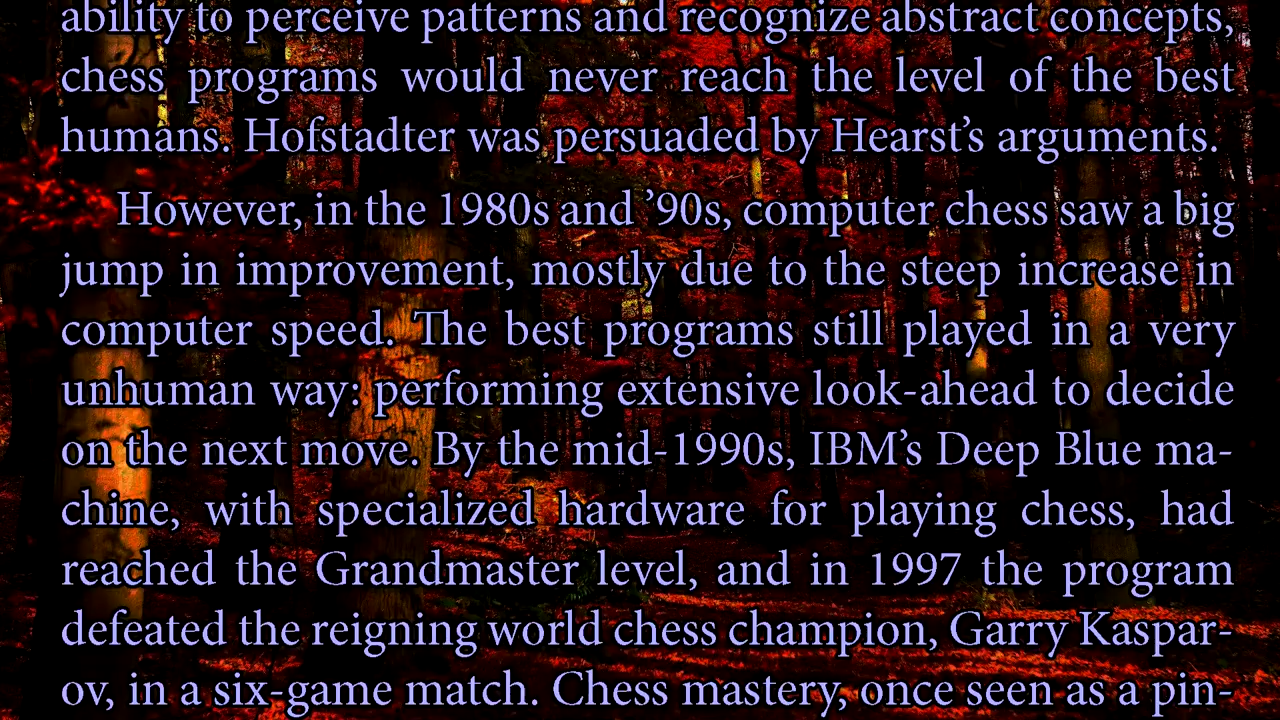 ability to perceive patterns and recognize abstract concepts,
chess programs would never reach the level of the best
humans. Hofstadter was persuaded by Hearst’s arguments.
However, in the 1980s and ’90s, computer chess saw a big
jump in improvement, mostly due to the steep increase in
computer speed. The best programs still played in a very
unhuman way: performing extensive look-ahead to decide
on the next move. By the mid-1990s, IBM’s Deep Blue ma-
chine, with specialized hardware for playing chess, had
reached the Grandmaster level, and in 1997 the program
defeated the reigning world chess champion, Garry Kaspar-
ov, in a six-game match. Chess mastery, once seen as a pin-